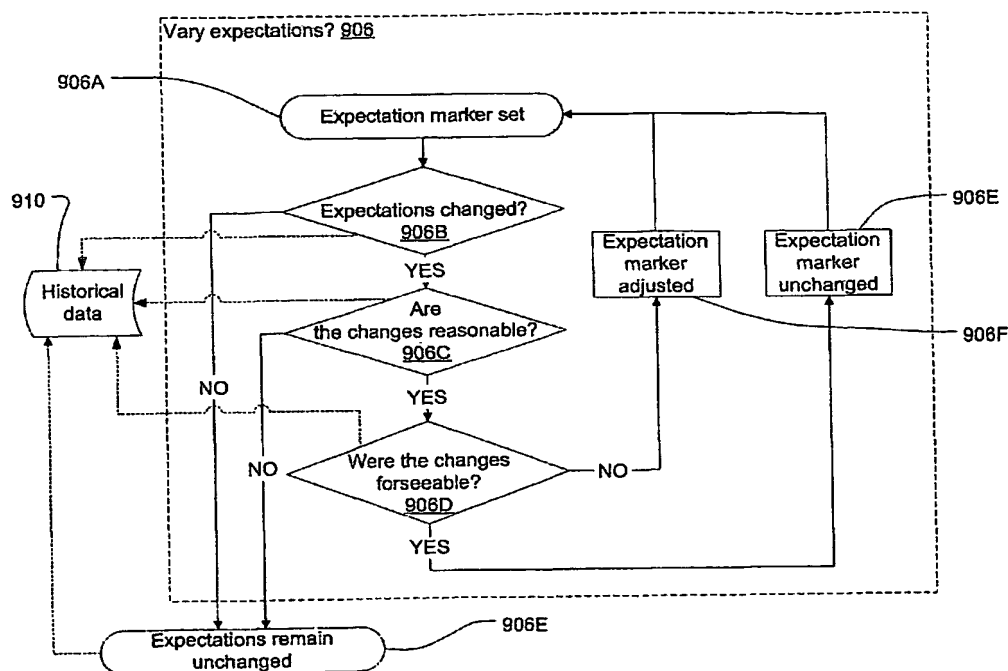 Vary expectations? 906
906A
Expectation marker set
910
Expectations changed?
906B
906E
Expectation
marker
adjusted
Expectation
marker
unchanged
YES
Historical
data
Are
the changes reasonable?
906C
906F
NO
YES
Were the changes
forseeable?
906D
NO
NO
YES
Expectations remain
unchanged
906E